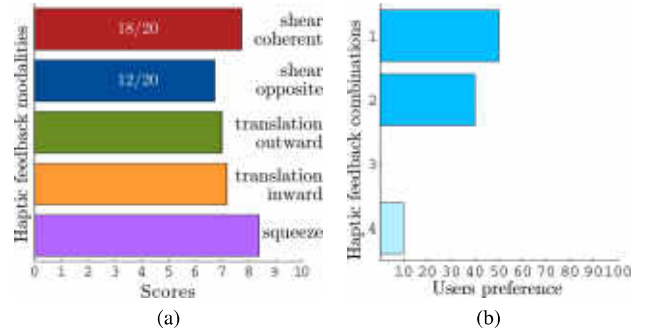 Haptic feedback modalities
18/20
shear
coherent
12/20
shear
opposite
translation
outward
translation
inward
squeeze
0 1 2 3 4 5 6 7 8 9 10
Scores
(a)
Haptic feedback combinations
1
2
3
4
10 20 30 40 50 60 70 80 90 100
Users preference
(b)